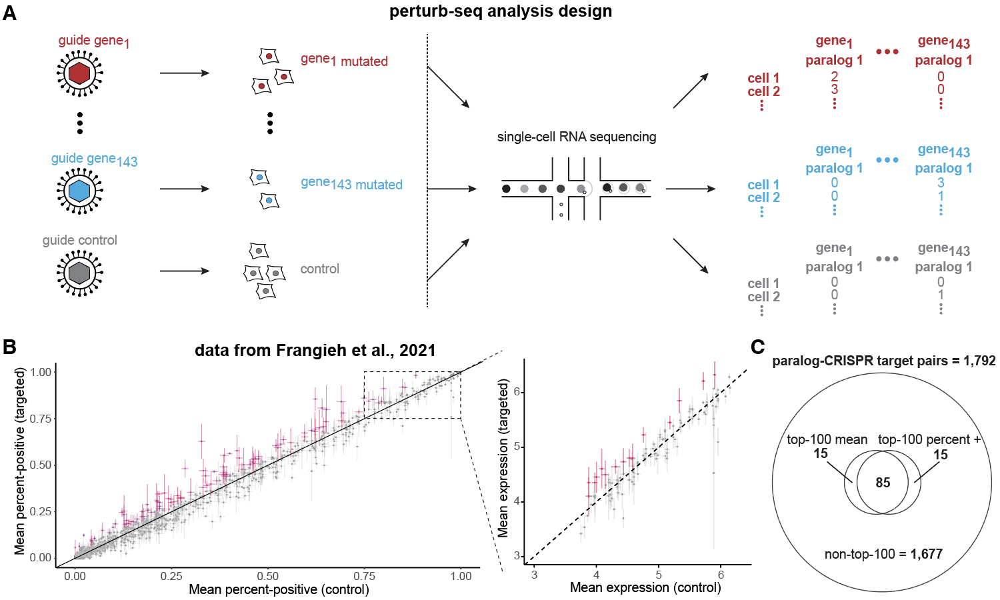 A
perturb-seq analysis design
guide gene1
gene1 mutated
guide gene143
gene143 mutated
guide control
control
single-cell RNA sequencing
gene1 gene143
paralog 1 paralog 1
cell 1 2 0
cell 2 3 0
gene1 gene143
paralog 1 paralog 1
cell 1 0 3
cell 2 0 1
gene1 gene143
paralog 1 paralog 1
cell 1 0 0
cell 2 0 1
B
data from Frangieh et al., 2021
Mean percent-positive (targeted)
1.00
0.75
0.50
0.25
0.00
0.00 0.25 0.50 0.75 1.00
Mean percent-positive (control)
Mean expression (targeted)
6
5
4
3
3 4 5 6
Mean expression (control)
C
paralog-CRISPR target pairs = 1,792
top-100 mean top-100 percent +
15 15
85
non-top-100 = 1,677